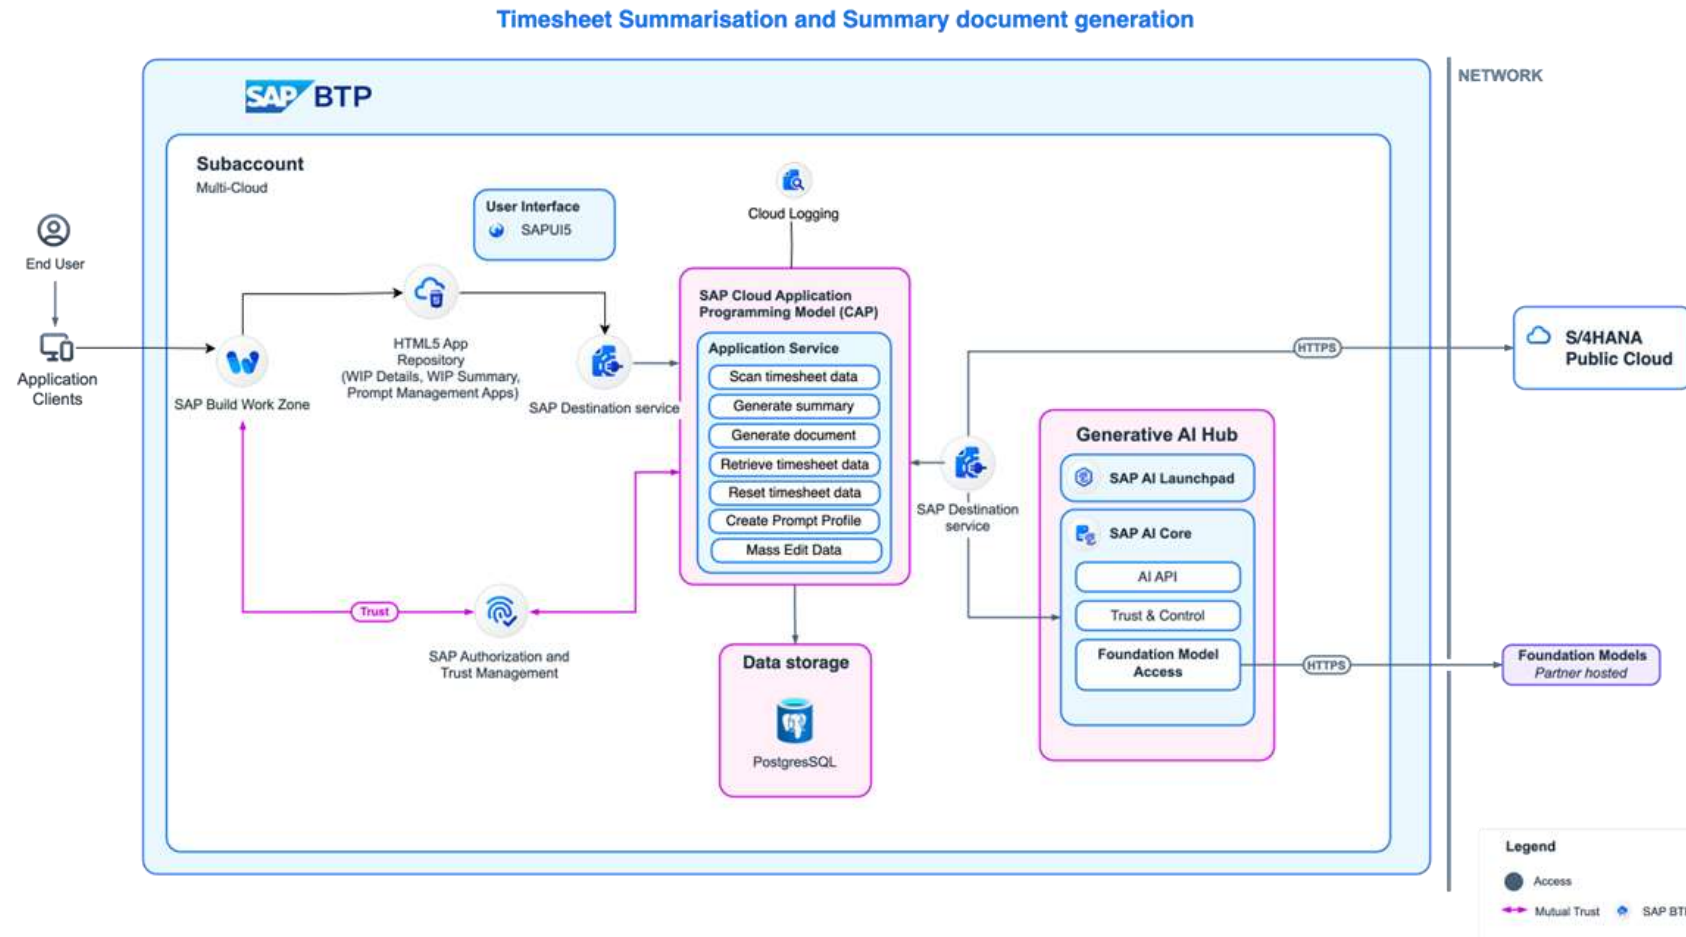 Timesheet Summarisation and Summary document generation
SAP BTP
NETWORK
Subaccount
Multi-Cloud
User Interface
SAPUI5
Cloud Logging
End User
Application
Clients
SAP Build Work Zone
HTML5 App
Repository
(WIP Details, WIP Summary,
Prompt Management Apps)
SAP Destination service
SAP Cloud Application
Programming Model (CAP)
Application Service
Scan timesheet data
Generate summary
Generate document
Retrieve timesheet data
Reset timesheet data
Create Prompt Profile
Mass Edit Data
HTTPS
S/4HANA
Public Cloud
SAP Destination
service
Generative AI Hub
SAP AI Launchpad
SAP AI Core
AI API
Trust & Control
Foundation Model
Access
HTTPS
Foundation Models
Partner hosted
Trust
SAP Authorization and
Trust Management
Data storage
PostgresSQL
Legend
Access
Mutual Trust
SAP BT